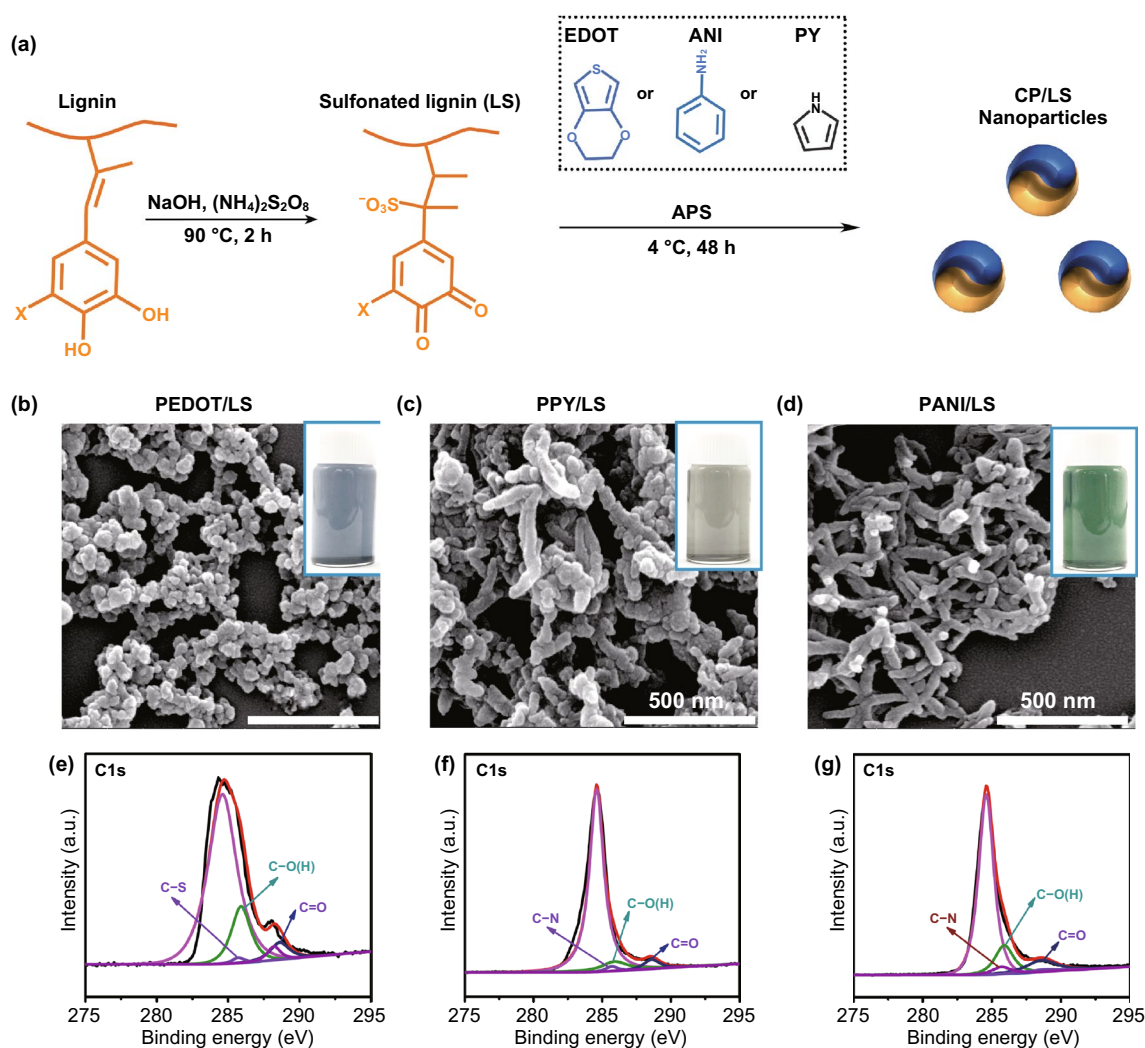 (a)
EDOT
ANI
PY
S
O
O
or
NH₂
or
H
N
Lignin
Sulfonated lignin (LS)
CP/LS
Nanoparticles
NaOH, (NH₄)₂S₂O₈
90 °C, 2 h
⁻O₃S
APS
4 °C, 48 h
X
OH
HO
X
O
O
(b)
PEDOT/LS
(c)
PPY/LS
(d)
PANI/LS
500 nm
500 nm
(e)
C1s
C−S
C−O(H)
C=O
Intensity (a.u.)
275 280 285 290 295
Binding energy (eV)
(f)
C1s
C−N
C−O(H)
C=O
Intensity (a.u.)
275 280 285 290 295
Binding energy (eV)
(g)
C1s
C−N
C−O(H)
C=O
Intensity (a.u.)
275 280 285 290 295
Binding energy (eV)